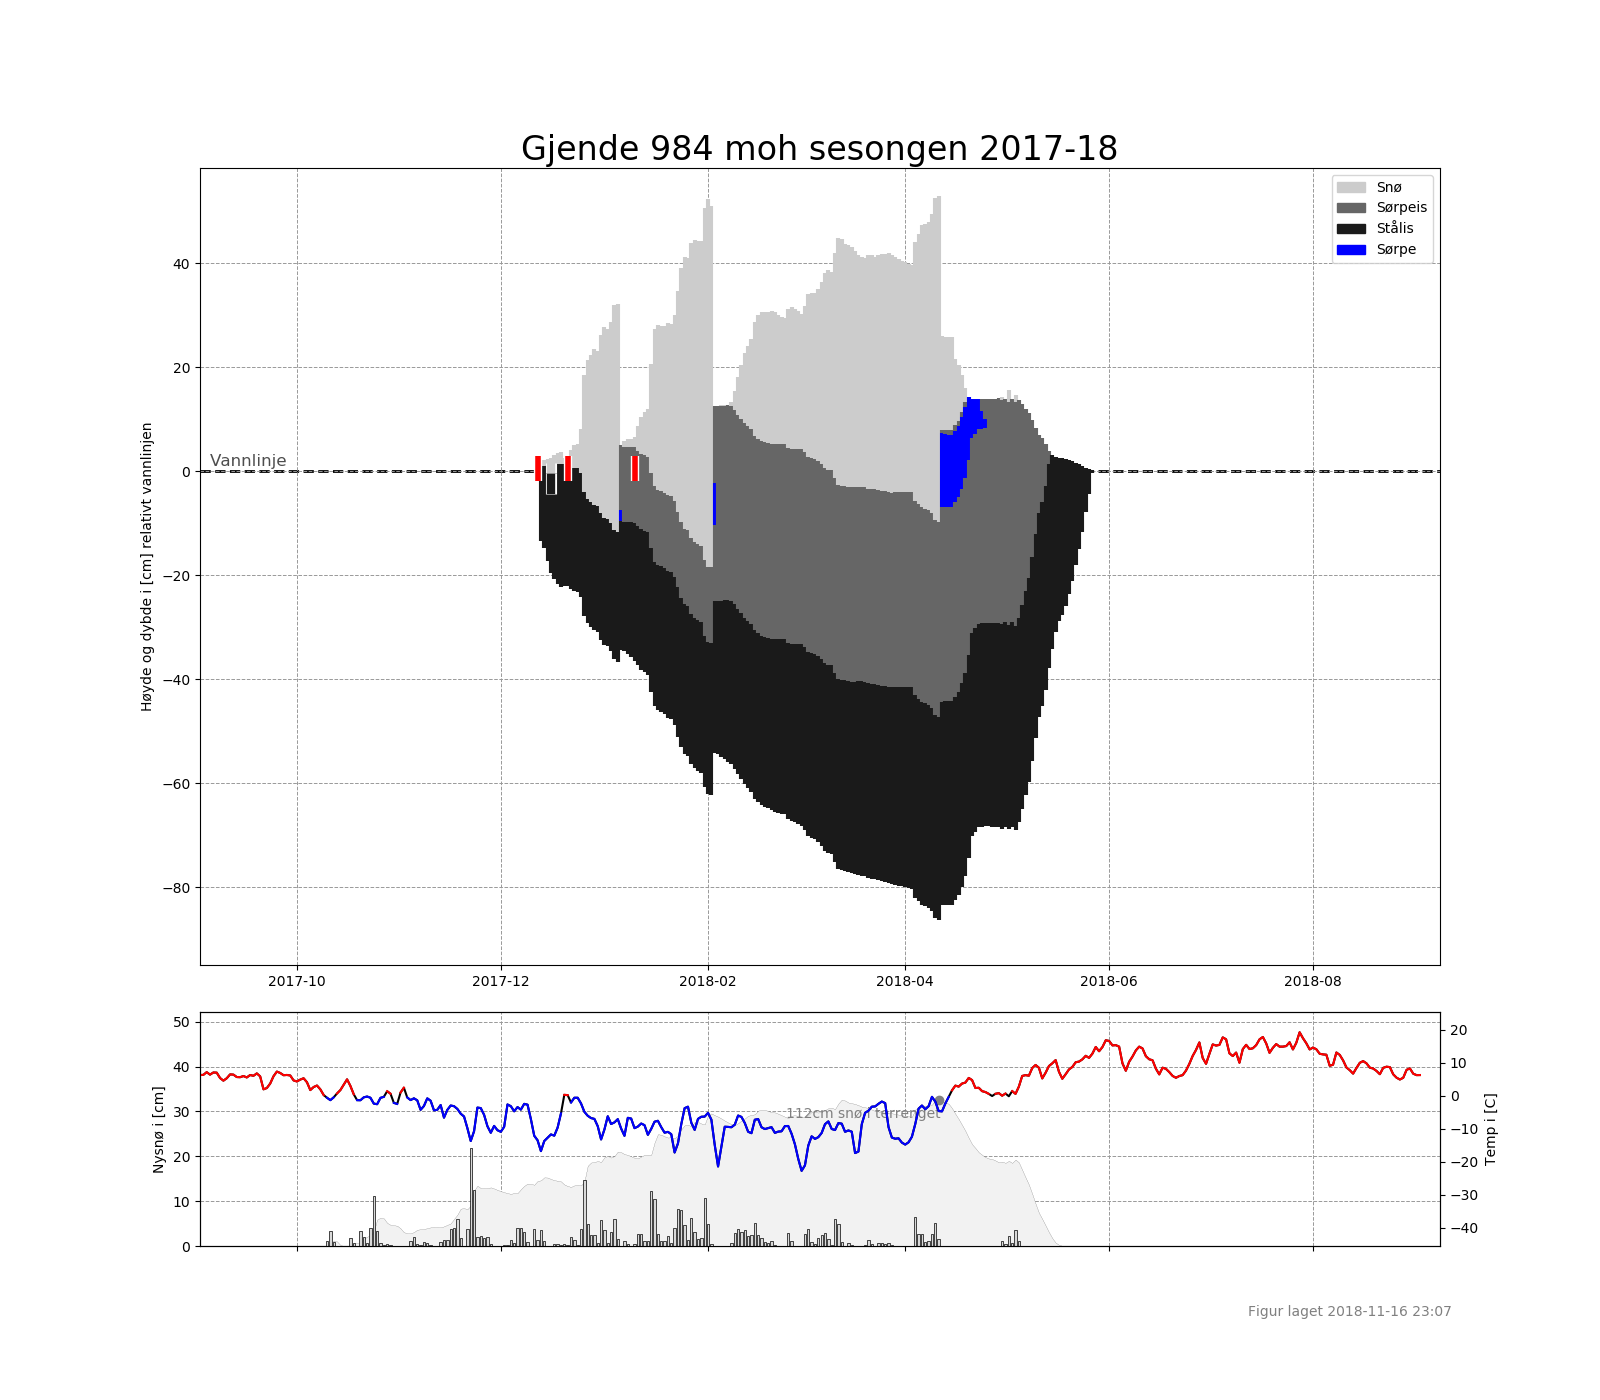 Gjende 984 moh sesongen 2017-18
Snø
Sørpeis
Stålis
Sørpe
Vannlinje
Høyde og dybde i [cm] relativt vannlinjen
40
20
0
−20
−40
−60
−80
2017-10 2017-12 2018-02 2018-04 2018-06 2018-08
Nysnø i [cm]
50
40
30
20
10
0
112cm snø i terrenget
20
10
0
−10
−20
−30
−40
Temp i [C]
Figur laget 2018-11-16 23:07